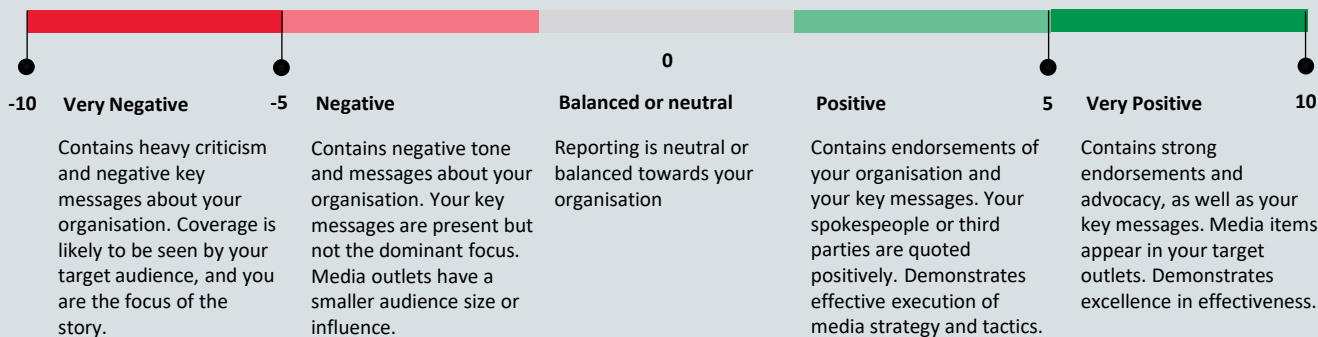 0
-10 Very Negative -5 Negative Balanced or neutral Positive 5 Very Positive 10
Contains heavy criticism
and negative key
messages about your
organisation. Coverage is
likely to be seen by your
target audience, and you
are the focus of the
story.
Contains negative tone
and messages about your
organisation. Your key
messages are present but
not the dominant focus.
Media outlets have a
smaller audience size or
influence.
Reporting is neutral or
balanced towards your
organisation
Contains endorsements of
your organisation and
your key messages. Your
spokespeople or third
parties are quoted
positively. Demonstrates
effective execution of
media strategy and tactics.
Contains strong
endorsements and
advocacy, as well as your
key messages. Media items
appear in your target
outlets. Demonstrates
excellence in effectiveness.